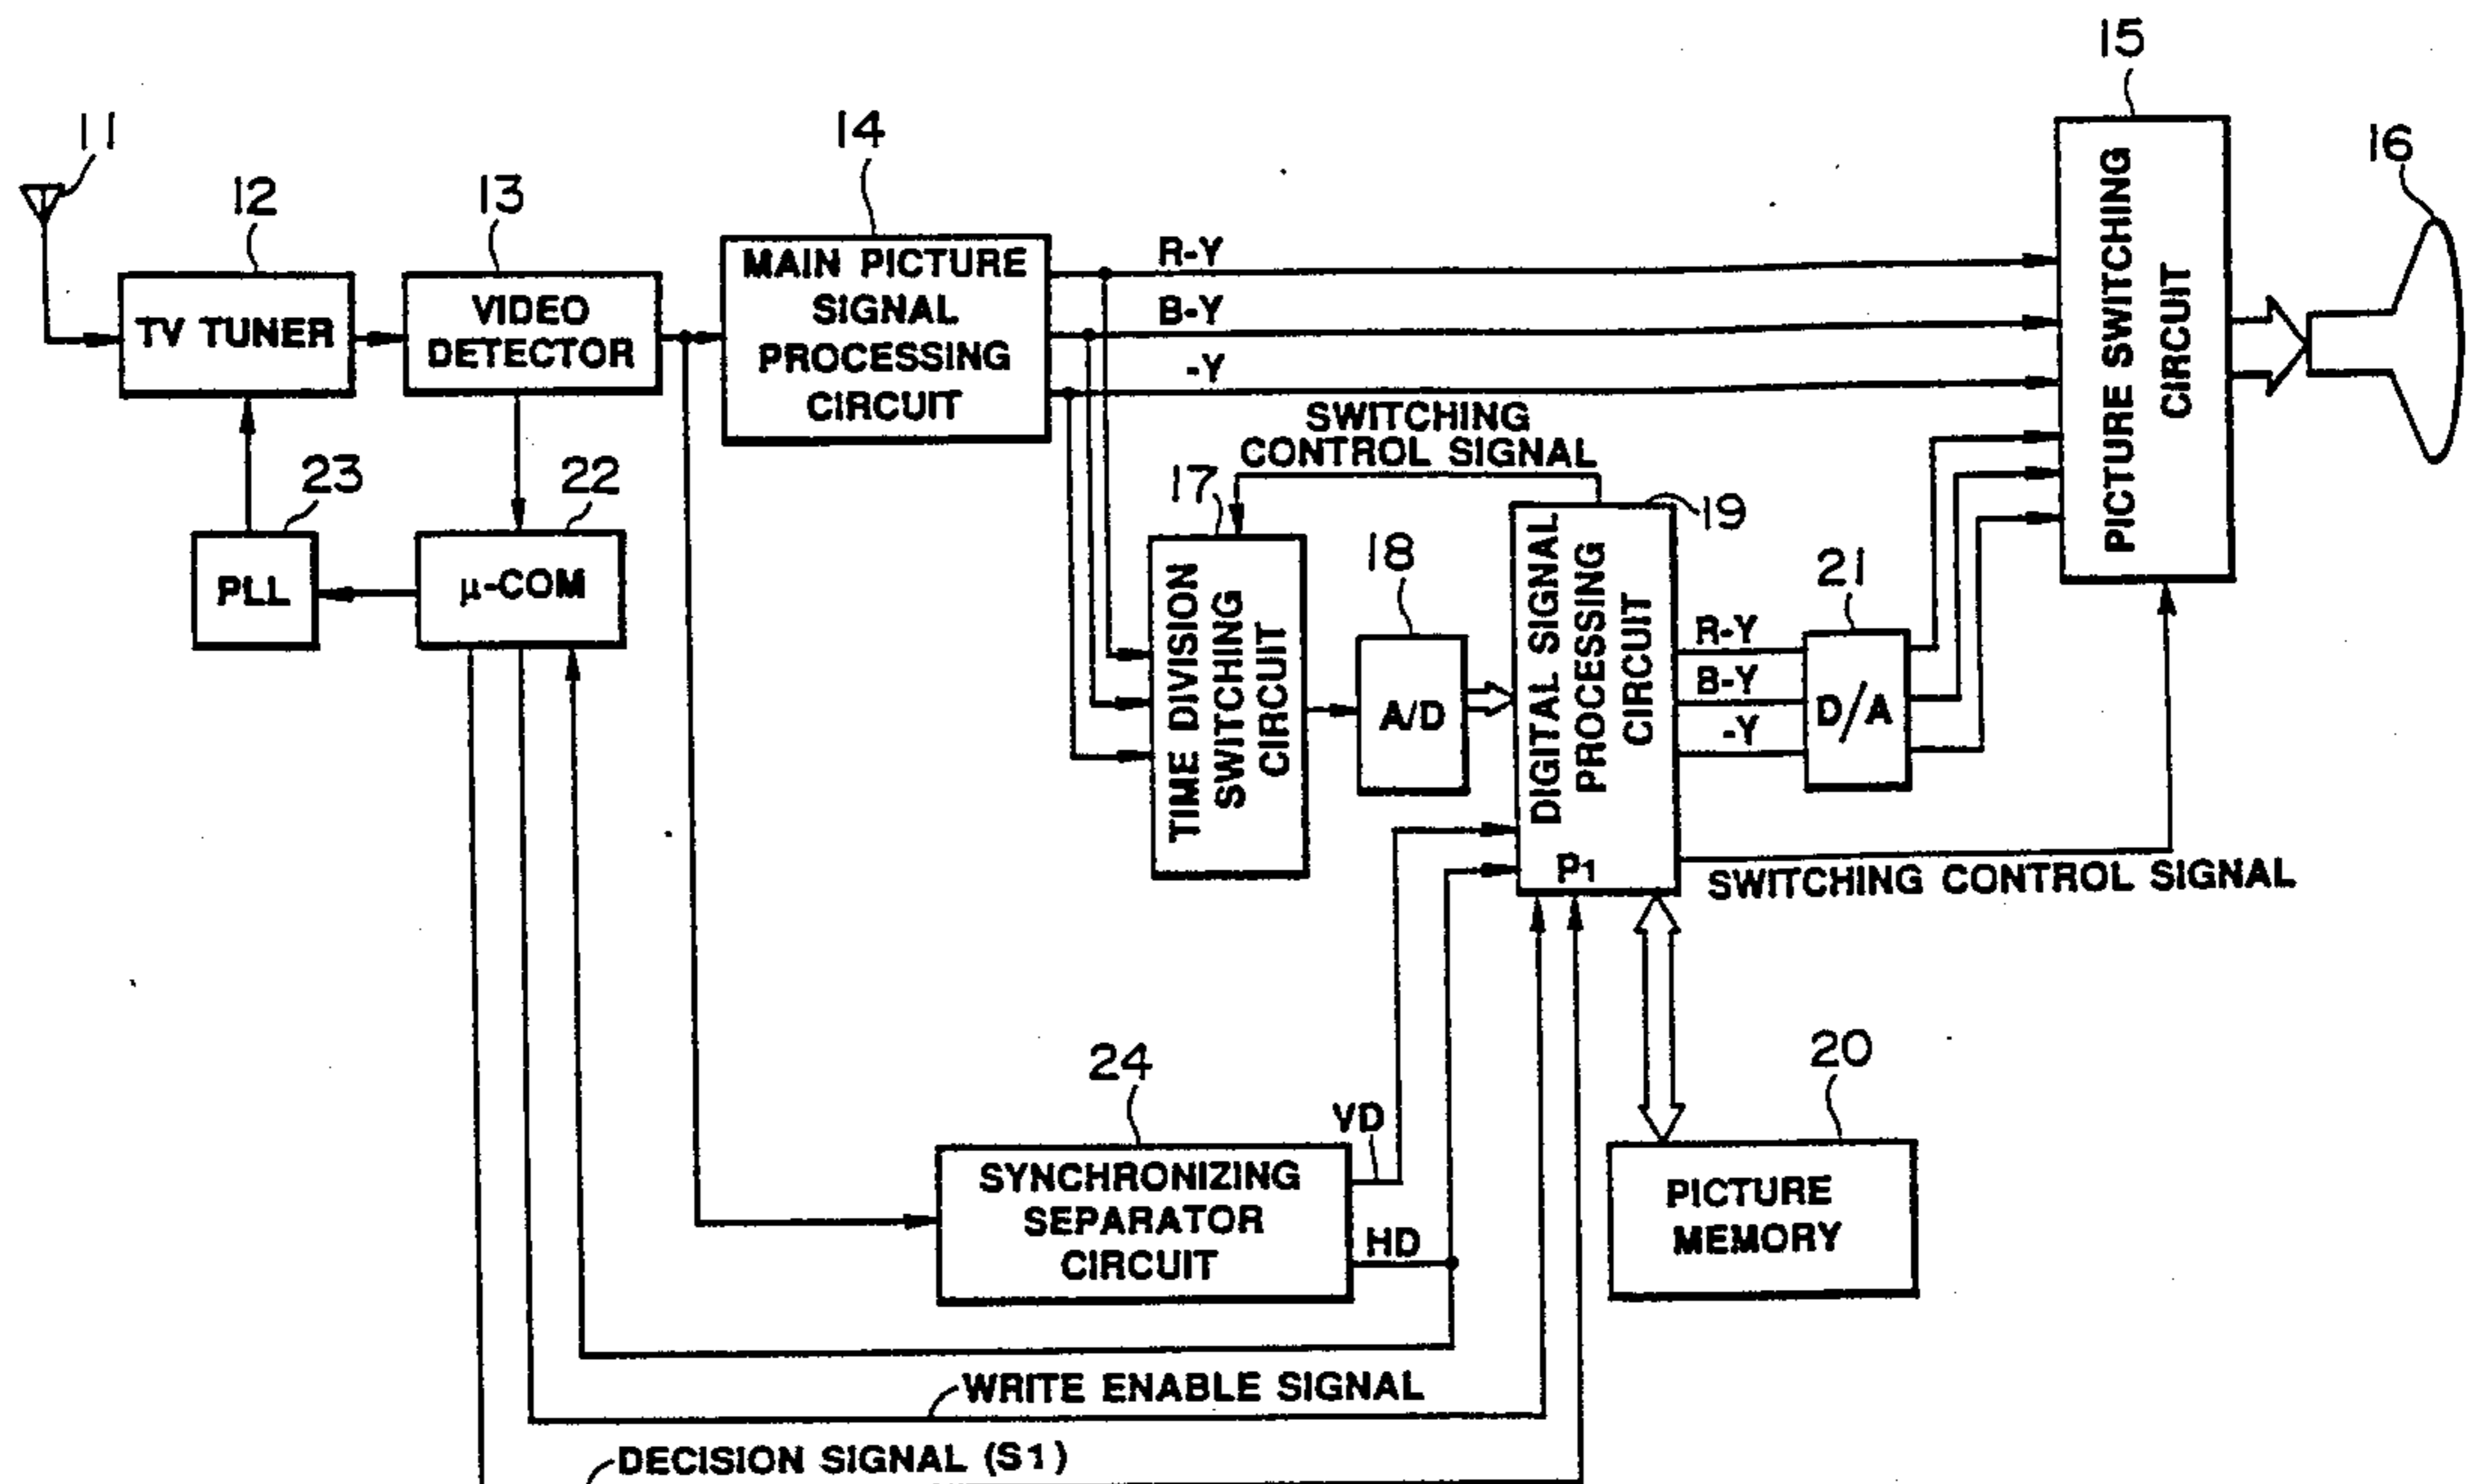 15
11
14
16
12
13
MAIN PICTURE
SIGNAL
PROCESSING
CIRCUIT
R-Y
B-Y
-Y
PICTURE SWITCHING
CIRCUIT
TV TUNER
VIDEO
DETECTOR
SWITCHING
CONTROL SIGNAL
23
22
17
19
18
21
PLL
μ-COM
TIME DIVISION
SWITCHING
CIRCUIT
A/D
DIGITAL SIGNAL
PROCESSING
CIRCUIT
P1
R-Y
B-Y
-Y
D/A
SWITCHING CONTROL SIGNAL
24
20
VD
HD
SYNCHRONIZING
SEPARATOR
CIRCUIT
PICTURE
MEMORY
WRITE ENABLE SIGNAL
DECISION SIGNAL (S1)